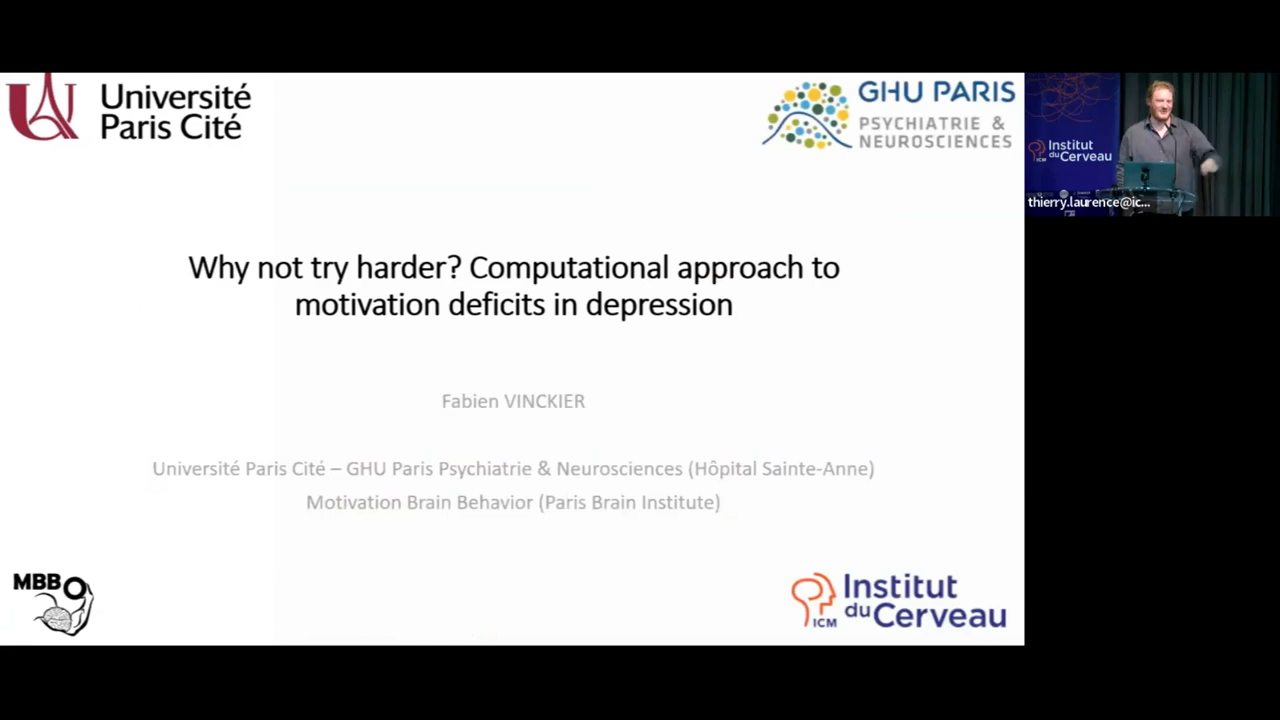 Université
Paris Cité
GHU PARIS
PSYCHIATRIE &
NEUROSCIENCES
Institut
du Cerveau
ICM
thierry.laurence@ic...
Why not try harder? Computational approach to
motivation deficits in depression
Fabien VINCKIER
Université Paris Cité – GHU Paris Psychiatrie & Neurosciences (Hôpital Sainte-Anne)
Motivation Brain Behavior (Paris Brain Institute)
MBB
Institut
du Cerveau
ICM